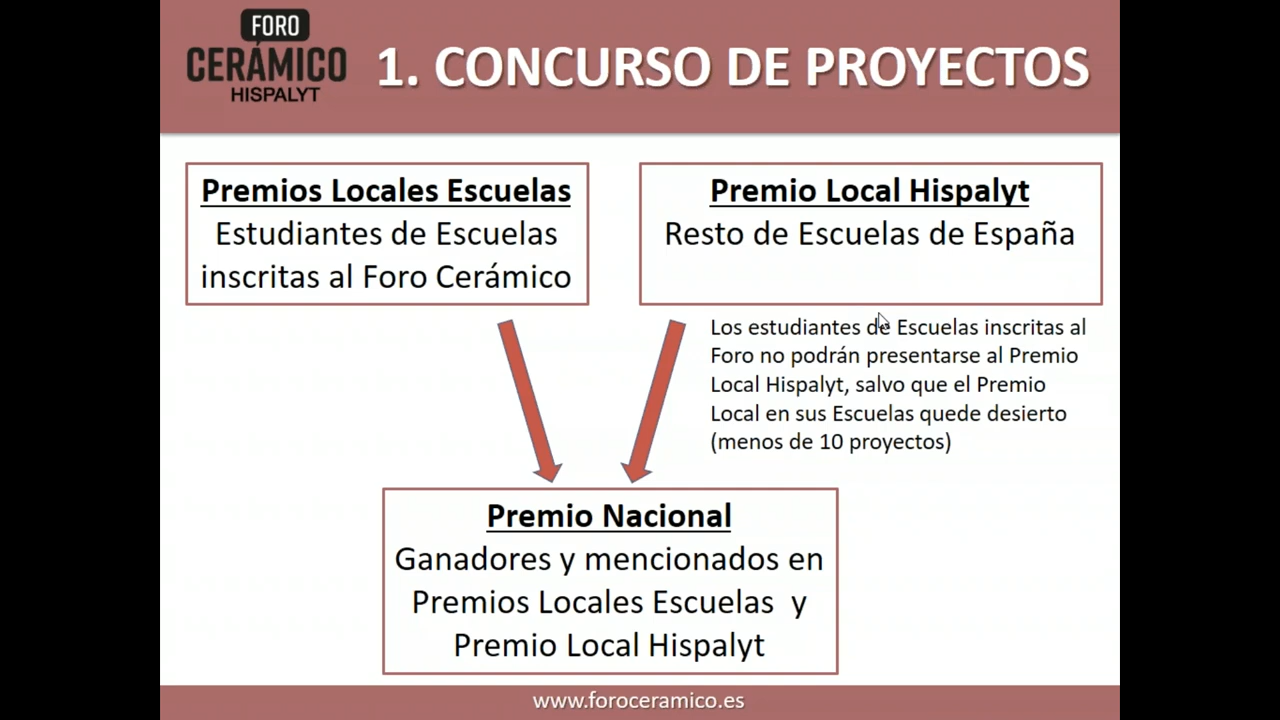 FORO
CERÁMICO
HISPALYT
1. CONCURSO DE PROYECTOS
Premios Locales Escuelas
Estudiantes de Escuelas
inscritas al Foro Cerámico
Premio Local Hispalyt
Resto de Escuelas de España
Los estudiantes de Escuelas inscritas al
Foro no podrán presentarse al Premio
Local Hispalyt, salvo que el Premio
Local en sus Escuelas quede desierto
(menos de 10 proyectos)
Premio Nacional
Ganadores y mencionados en
Premios Locales Escuelas y
Premio Local Hispalyt
www.foroceramico.es